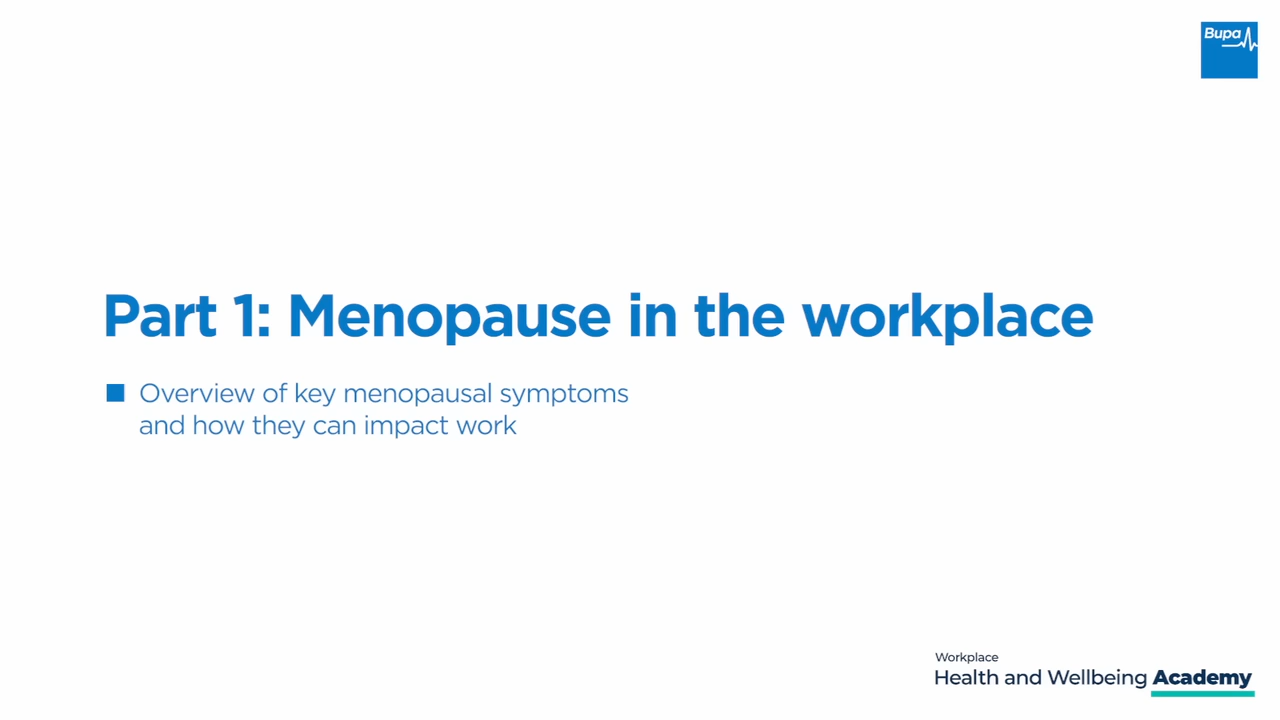 Bupa
Part 1: Menopause in the workplace
Overview of key menopausal symptoms
and how they can impact work
Workplace
Health and Wellbeing Academy